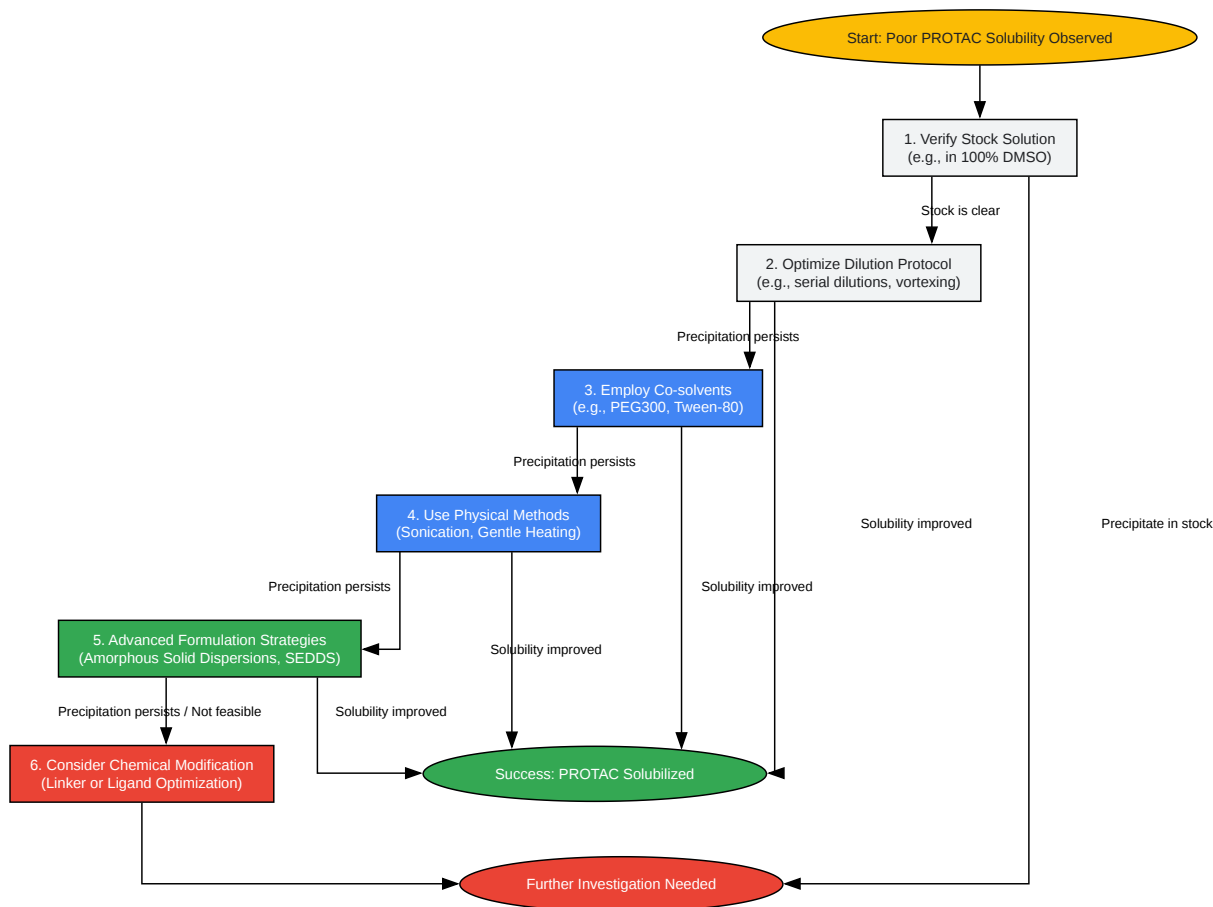 Start: Poor PROTAC Solubility Observed
1. Verify Stock Solution
(e.g., in 100% DMSO)
Stock is clear
2. Optimize Dilution Protocol
(e.g., serial dilutions, vortexing)
Precipitation persists
3. Employ Co-solvents
(e.g., PEG300, Tween-80)
Precipitation persists
4. Use Physical Methods
(Sonication, Gentle Heating)
Solubility improved
Precipitate in stock
Precipitation persists
Solubility improved
5. Advanced Formulation Strategies
(Amorphous Solid Dispersions, SEDDS)
Solubility improved
Precipitation persists / Not feasible
Solubility improved
6. Consider Chemical Modification
(Linker or Ligand Optimization)
Success: PROTAC Solubilized
Further Investigation Needed